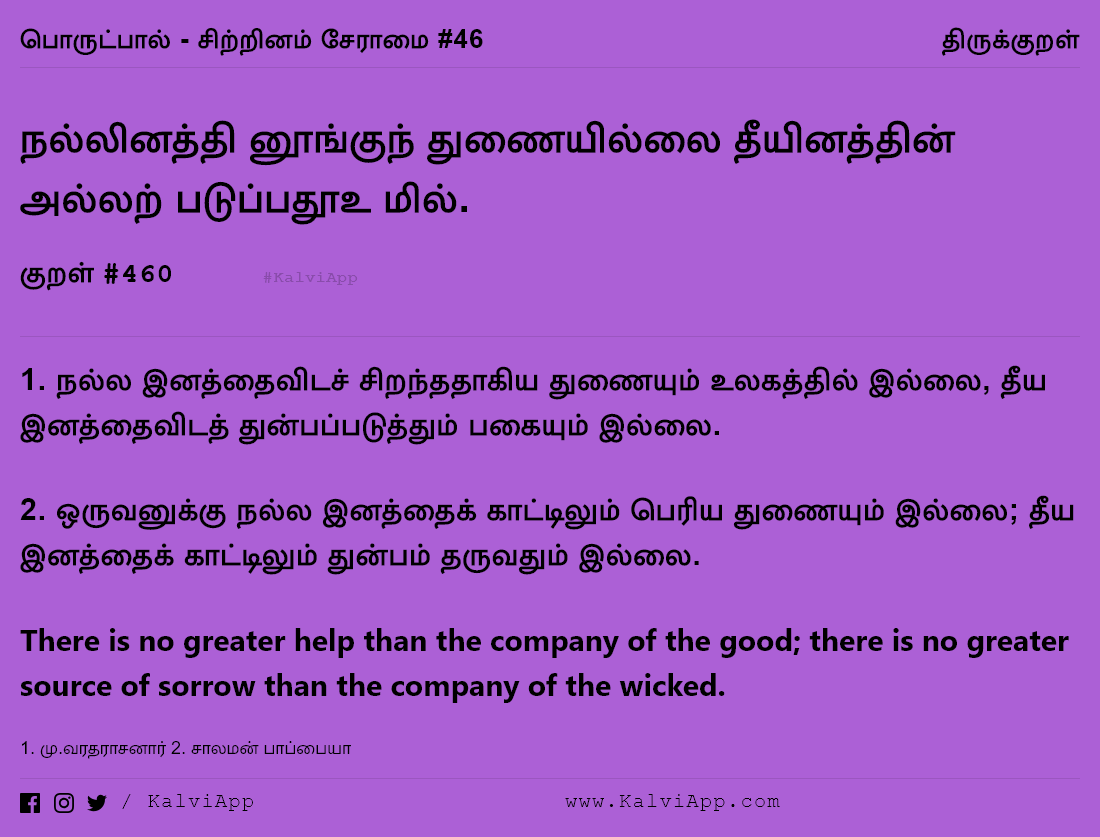 பொருட்பால் - சிற்றினம் சேராமை #46 திருக்குறள்
நல்லினத்தி னூங்குந் துணையில்லை தீயினத்தின்
அல்லற் படுப்பதூஉ மில்.
குறள் #460 #KalviApp
1. நல்ல இனத்தைவிடச் சிறந்ததாகிய துணையும் உலகத்தில் இல்லை, தீய
இனத்தைவிடத் துன்பப்படுத்தும் பகையும் இல்லை.
2. ஒருவனுக்கு நல்ல இனத்தைக் காட்டிலும் பெரிய துணையும் இல்லை; தீய
இனத்தைக் காட்டிலும் துன்பம் தருவதும் இல்லை.
There is no greater help than the company of the good; there is no greater
source of sorrow than the company of the wicked.
1. மு.வரதராசனார் 2. சாலமன் பாப்பையா
/ KalviApp www.KalviApp.com